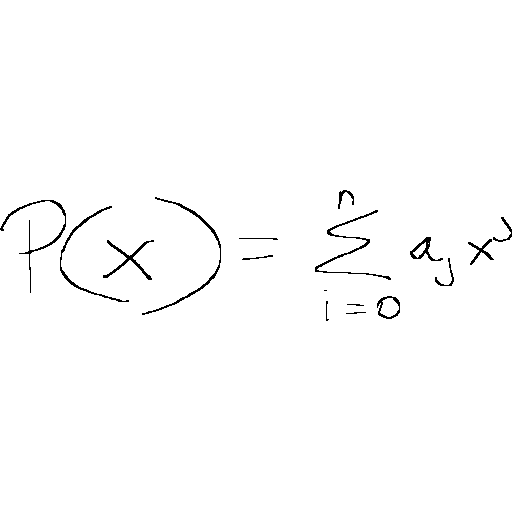 P(x) = \sum_{i=0}^{n} a_j x^j